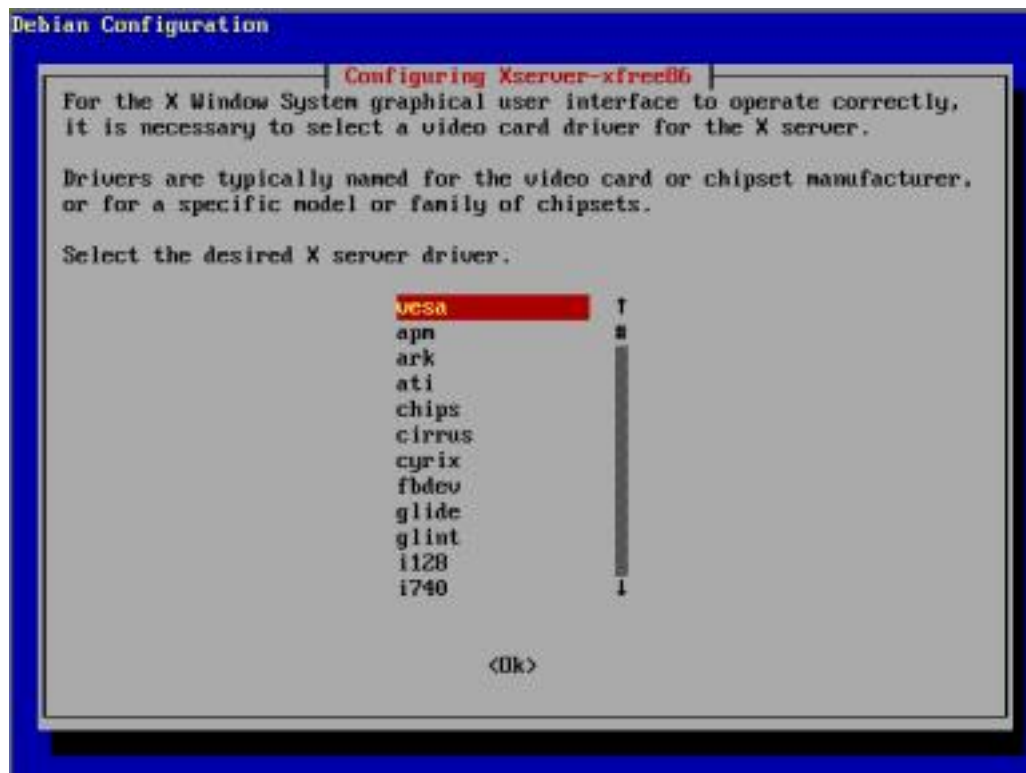 Debian Configuration
Configuring Xserver-xfree86
For the X Window System graphical user interface to operate correctly,
it is necessary to select a video card driver for the X server.
Drivers are typically named for the video card or chipset manufacturer,
or for a specific model or family of chipsets.
Select the desired X server driver.
vesa
apm
ark
ati
chips
cirrus
cyrix
fbdev
glide
glint
i128
i740
<Ok>